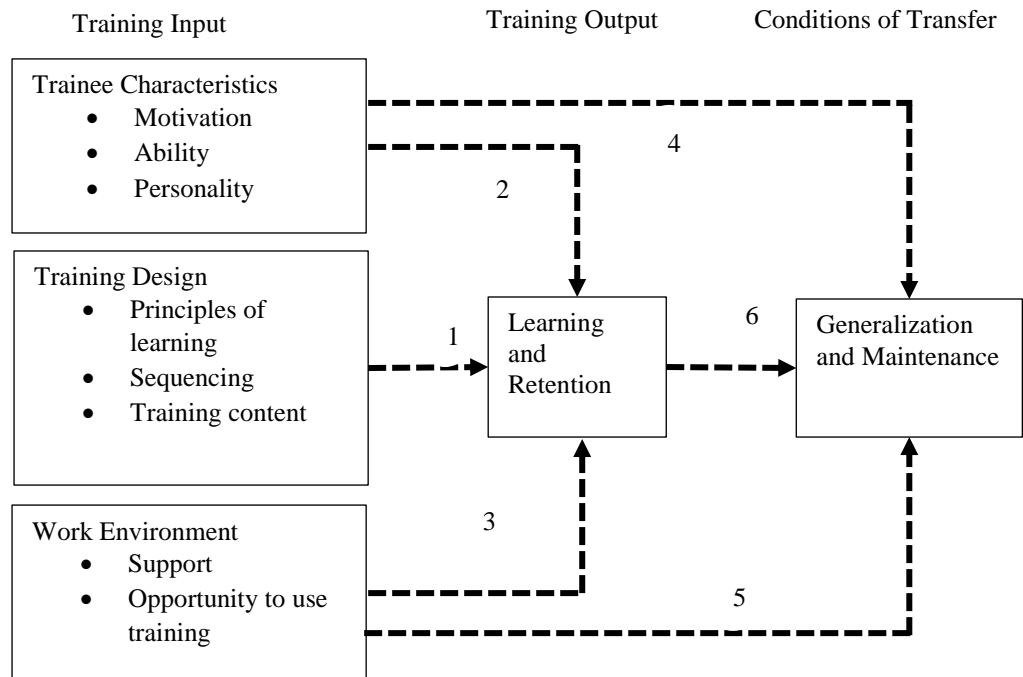 Training Input
Training Output
Conditions of Transfer
Trainee Characteristics
• Motivation
• Ability
• Personality
4
2
Training Design
• Principles of
learning
• Sequencing
• Training content
1
Learning
and
Retention
6
Generalization
and Maintenance
Work Environment
• Support
• Opportunity to use
training
3
5